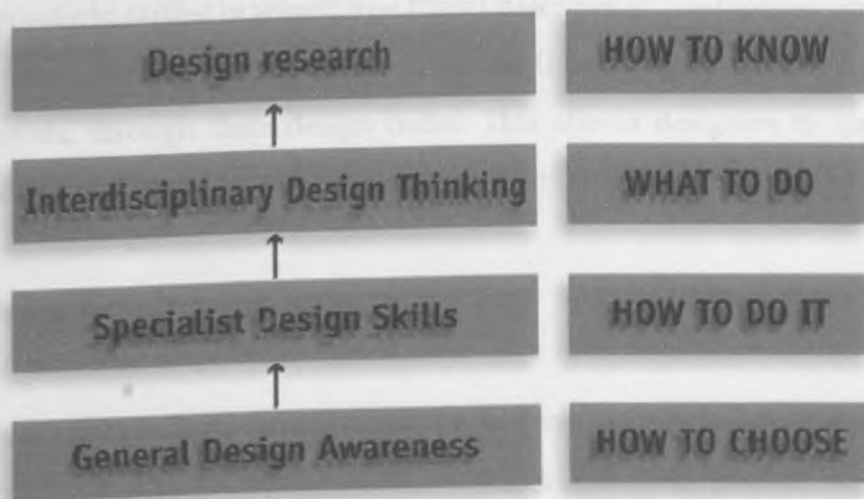 Design research
HOW TO KNOW
Interdisciplinary Design Thinking
WHAT TO DO
Specialist Design Skills
HOW TO DO IT
General Design Awareness
HOW TO CHOOSE